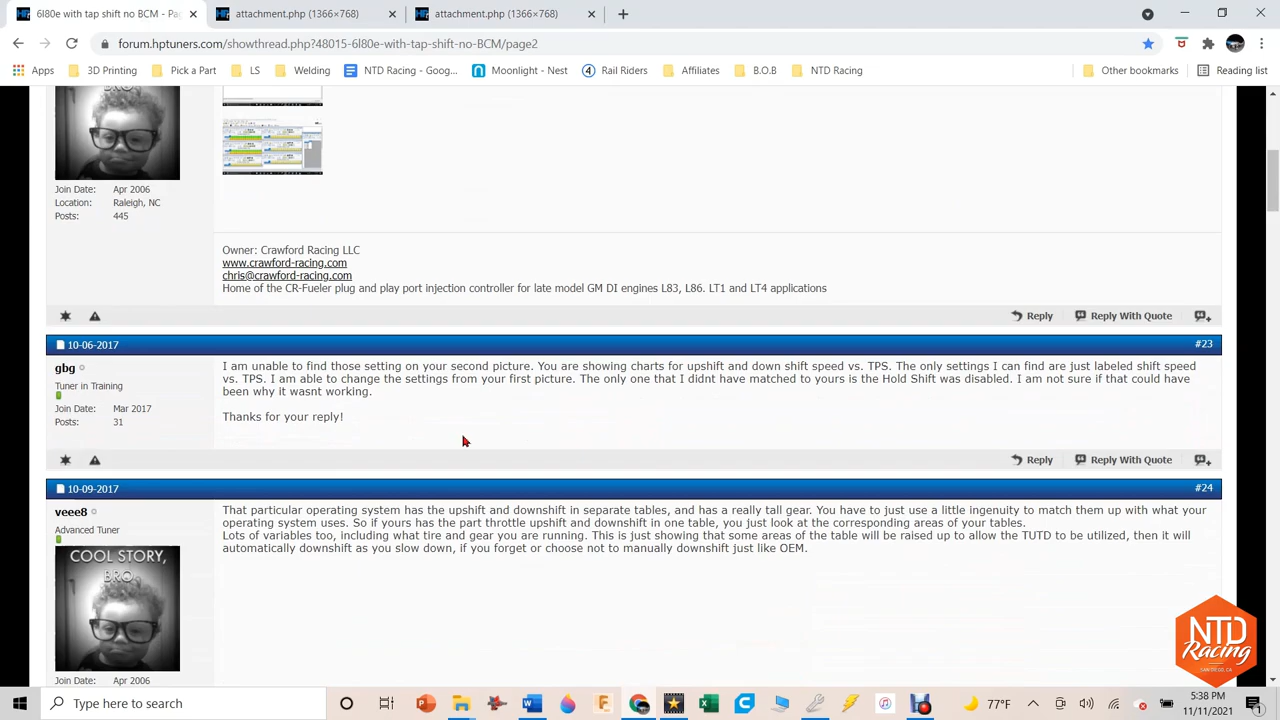 6l80e with tap shift no BCM - Pa
attachment.php (1366×768)
attachment.php (1366×768)
forum.hptuners.com/showthread.php?48015-6l80e-with-tap-shift-no-BCM/page2
Apps
3D Printing
Pick a Part
LS
Welding
NTD Racing - Goog...
Moonlight - Nest
Rail Riders
Affiliates
B.O.B
NTD Racing
Other bookmarks
Reading list
Join Date: Apr 2006
Location: Raleigh, NC
Posts: 445
Owner: Crawford Racing LLC
www.crawford-racing.com
chris@crawford-racing.com
Home of the CR-Fueler plug and play port injection controller for late model GM DI engines L83, L86. LT1 and LT4 applications
Reply
Reply With Quote
10-06-2017
#23
gbg
Tuner in Training
Join Date: Mar 2017
Posts: 31
I am unable to find those setting on your second picture. You are showing charts for upshift and down shift speed vs. TPS. The only settings I can find are just labeled shift speed
vs. TPS. I am able to change the settings from your first picture. The only one that I didnt have matched to yours is the Hold Shift was disabled. I am not sure if that could have
been why it wasnt working.
Thanks for your reply!
Reply
Reply With Quote
10-09-2017
#24
veee8
Advanced Tuner
COOL STORY,
BRO.
Join Date: Apr 2006
That particular operating system has the upshift and downshift in separate tables, and has a really tall gear. You have to just use a little ingenuity to match them up with what your
operating system uses. So if yours has the part throttle upshift and downshift in one table, you just look at the corresponding areas of your tables.
Lots of variables too, including what tire and gear you are running. This is just showing that some areas of the table will be raised up to allow the TUTD to be utilized, then it will
automatically downshift as you slow down, if you forget or choose not to manually downshift just like OEM.
NTD
Racing
SAN DIEGO, CA
Type here to search
77°F
5:38 PM
11/11/2021